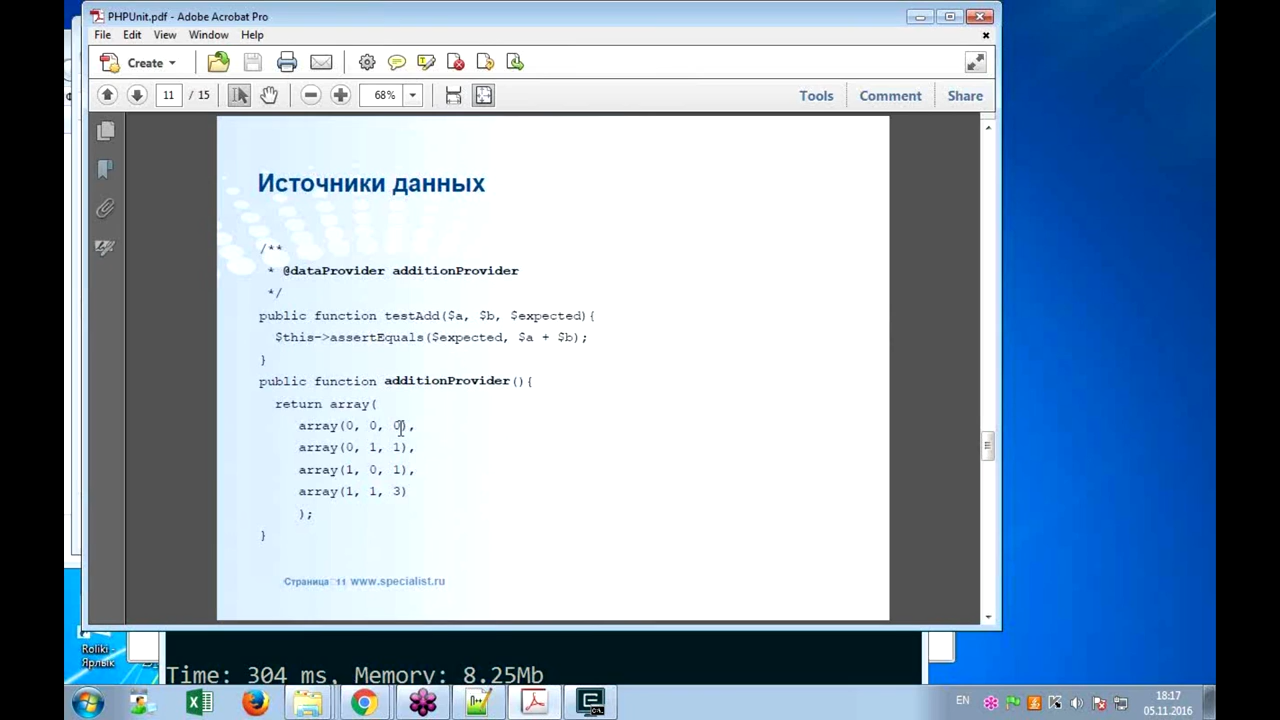 PHPUnit.pdf - Adobe Acrobat Pro
File Edit View Window Help
Create
11 / 15
68%
Tools Comment Share
Источники данных
/**
* @dataProvider additionProvider
*/
public function testAdd($a, $b, $expected){
$this->assertEquals($expected, $a + $b);
}
public function additionProvider(){
return array(
array(0, 0, 0),
array(0, 1, 1),
array(1, 0, 1),
array(1, 1, 3)
);
}
Страница 11 www.specialist.ru
Roliki -
Ярлык
Time: 304 ms, Memory: 8.25Mb
EN
18:17
05.11.2016